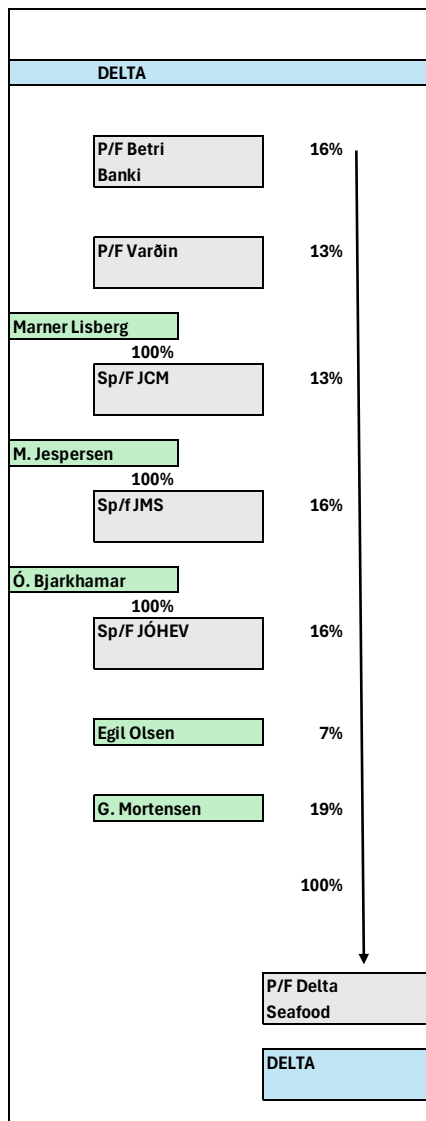 DELTA
P/F Betri
Banki
16%
P/F Varðin
13%
Marner Lisberg
100%
Sp/F JCM
13%
M. Jespersen
100%
Sp/f JMS
16%
Ó. Bjarkhamar
100%
Sp/F JÓHEV
16%
Egil Olsen
7%
G. Mortensen
19%
100%
P/F Delta
Seafood
DELTA